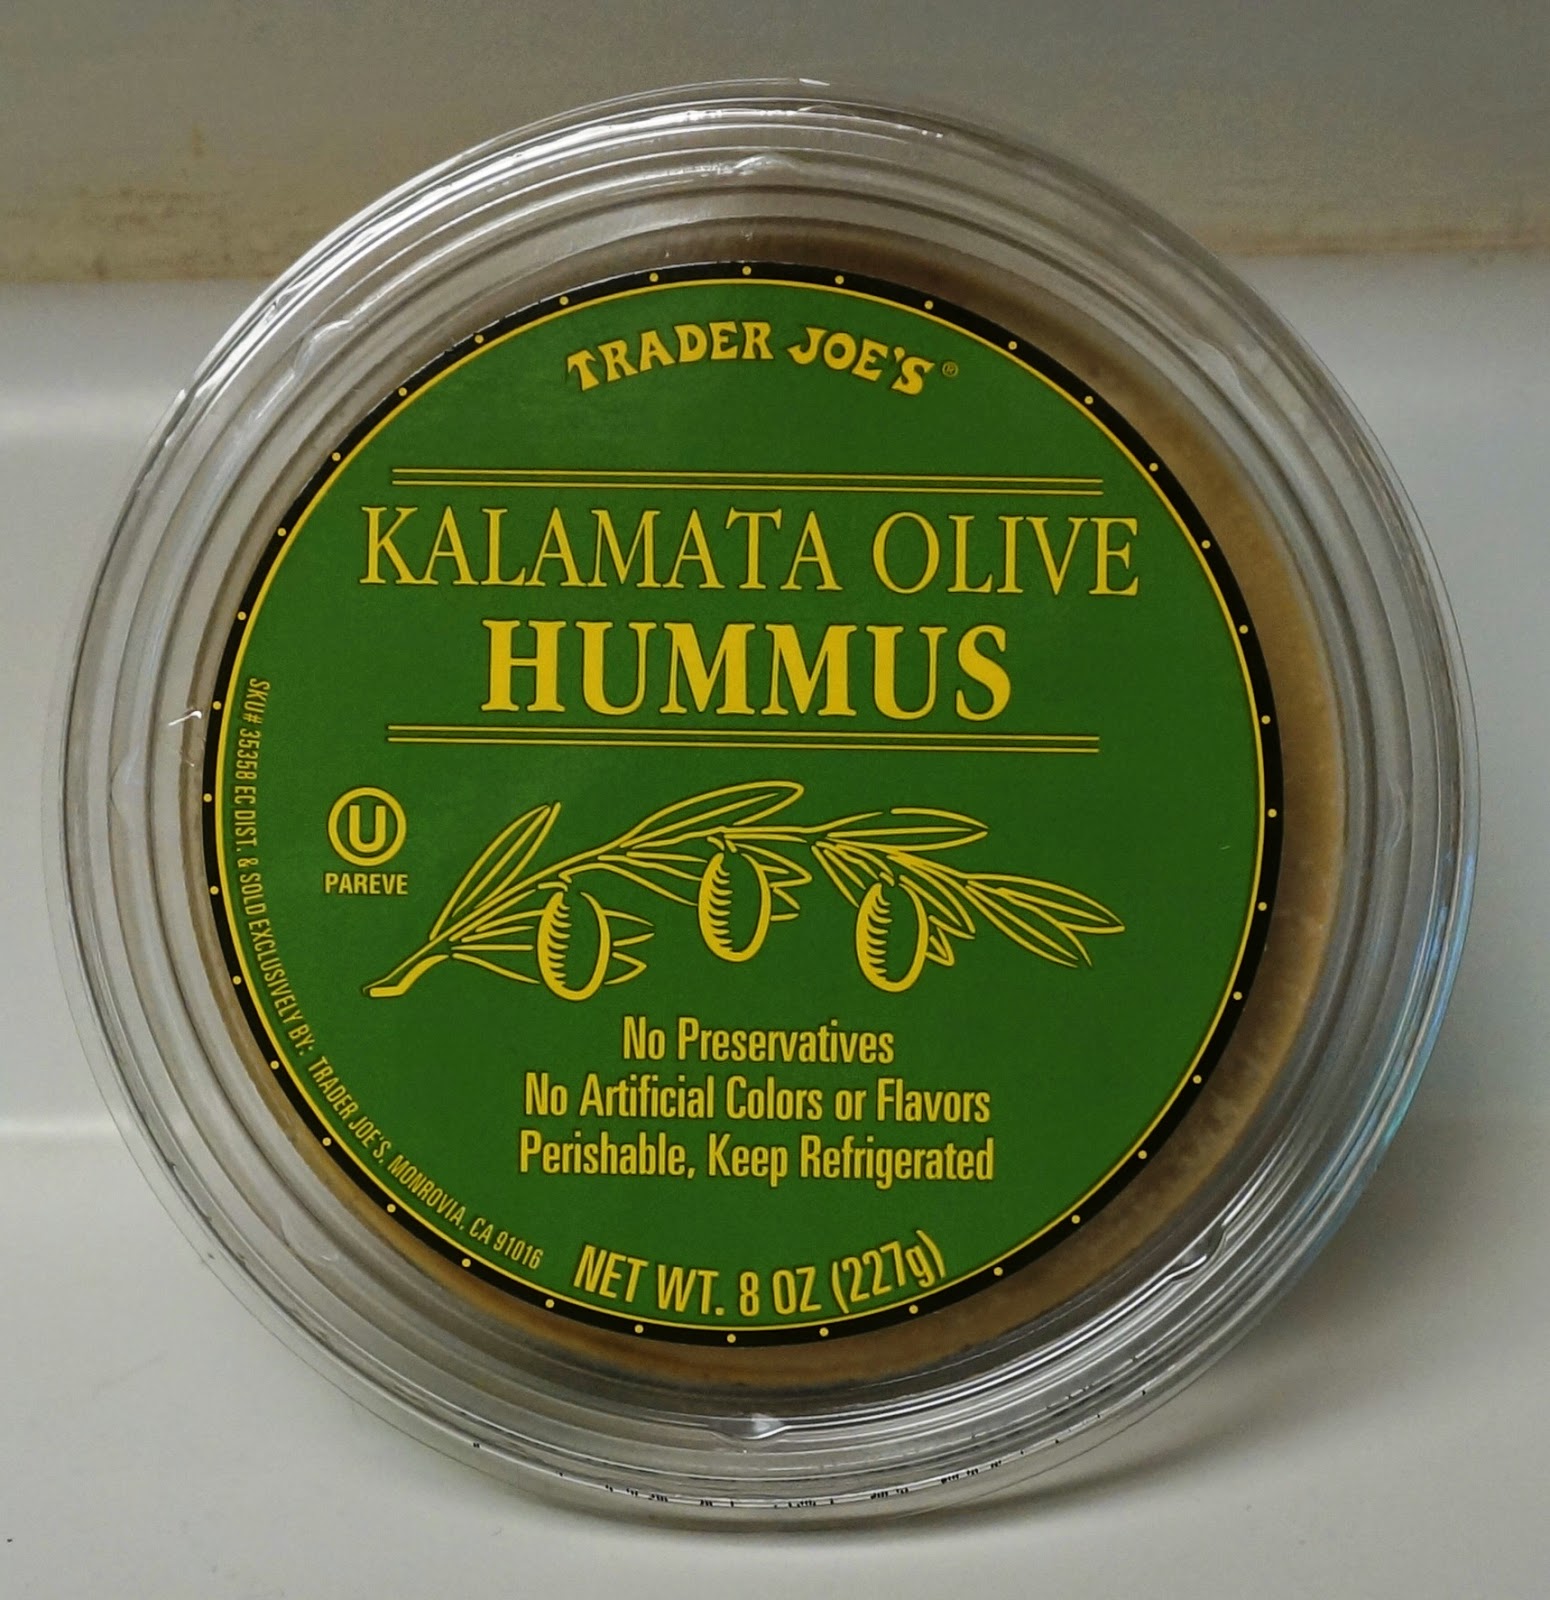 TRADER JOE'S®
KALAMATA OLIVE
HUMMUS
U
PAREVE
No Preservatives
No Artificial Colors or Flavors
Perishable, Keep Refrigerated
NET WT. 8 OZ (227g)
SKU# 35358 EC DIST. & SOLD EXCLUSIVELY BY: TRADER JOE'S, MONROVIA, CA 91016